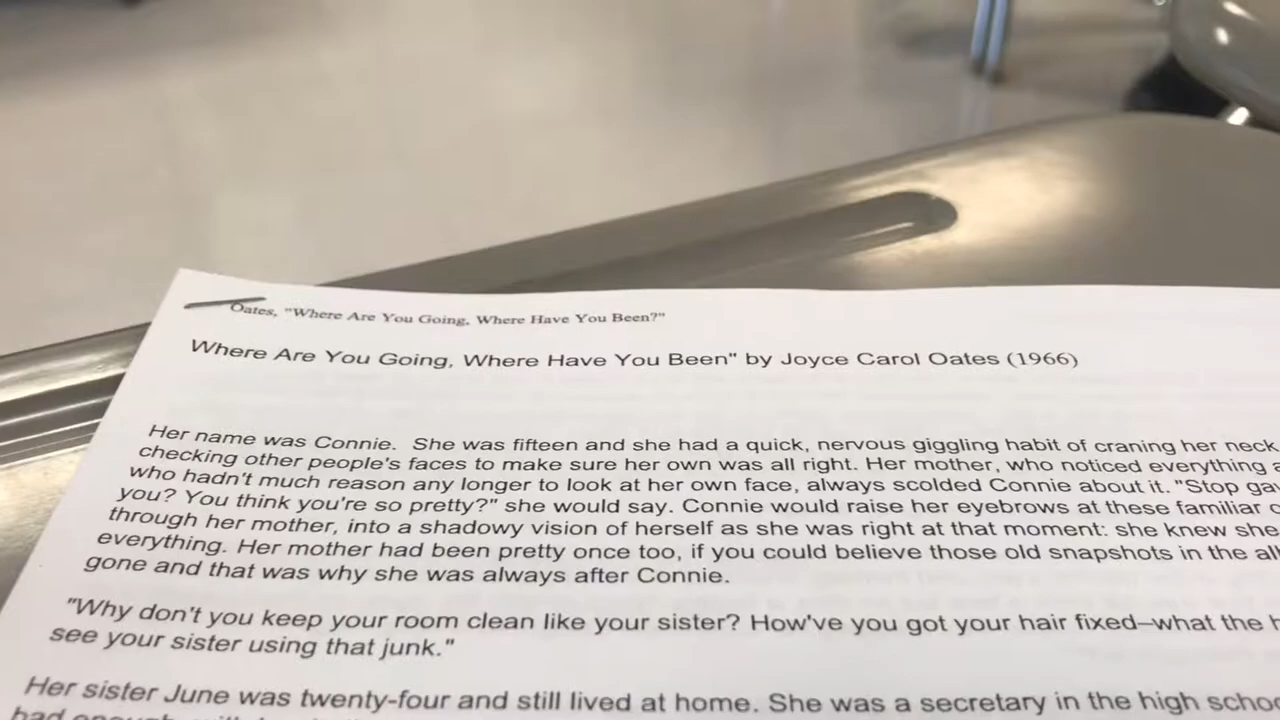 Oates, "Where Are You Going, Where Have You Been?"
Where Are You Going, Where Have You Been" by Joyce Carol Oates (1966)
Her name was Connie. She was fifteen and she had a quick, nervous giggling habit of craning her neck
checking other people's faces to make sure her own was all right. Her mother, who noticed everything
who hadn't much reason any longer to look at her own face, always scolded Connie about it. "Stop
you? You think you're so pretty?" she would say. Connie would raise her eyebrows at these familiar
through her mother, into a shadowy vision of herself as she was right at that moment: she knew she
everything. Her mother had been pretty once too, if you could believe those old snapshots in the
gone and that was why she was always after Connie.
"Why don't you keep your room clean like your sister? How've you got your hair fixed—what the
see your sister using that junk."
Her sister June was twenty-four and still lived at home. She was a secretary in the high
had